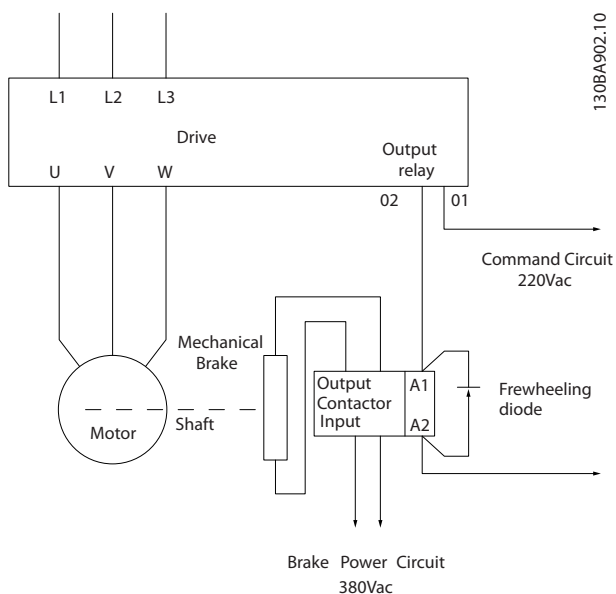 130BA902.10
L1 L2 L3
Drive
U V W
Output
relay
02 01
Command Circuit
220Vac
Mechanical
Brake
Output
Contactor
Input
A1
A2
Frewheeling
diode
Shaft
Motor
Brake Power Circuit
380Vac